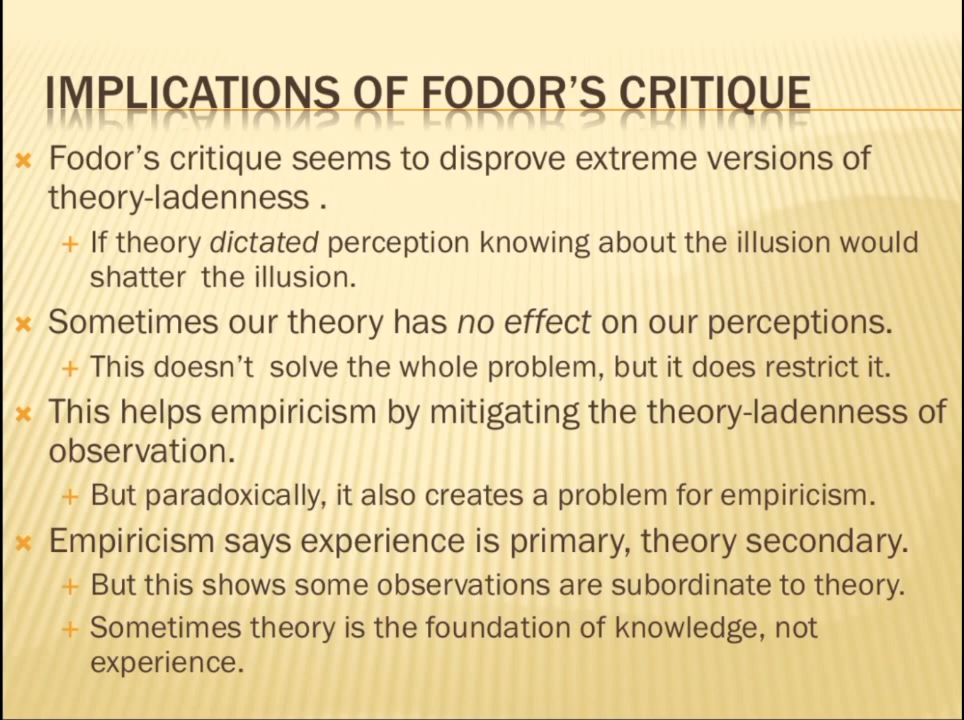 IMPLICATIONS OF FODOR'S CRITIQUE
Fodor's critique seems to disprove extreme versions of
theory-ladenness .
If theory dictated perception knowing about the illusion would
shatter  the illusion.
Sometimes our theory has no effect on our perceptions.
This doesn't  solve the whole problem, but it does restrict it.
This helps empiricism by mitigating the theory-ladenness of
observation.
But paradoxically, it also creates a problem for empiricism.
Empiricism says experience is primary, theory secondary.
But this shows some observations are subordinate to theory.
Sometimes theory is the foundation of knowledge, not
experience.